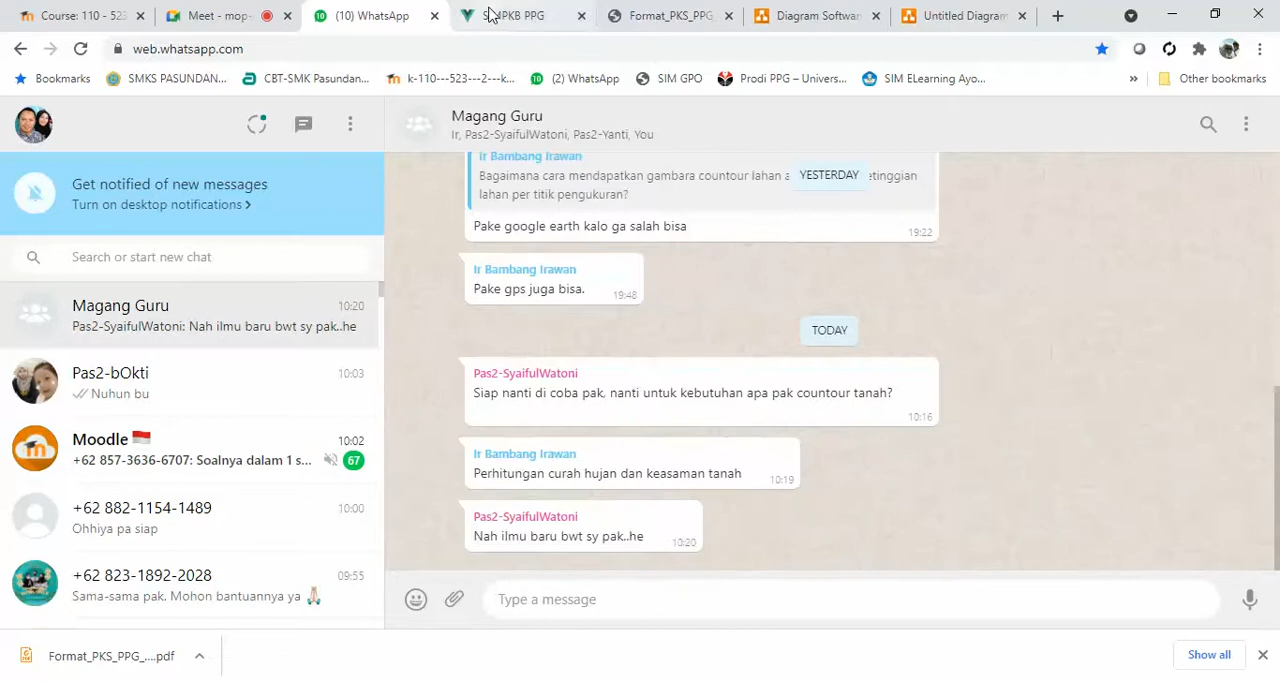 Course: 110 - 523
Meet - mop-
(10) WhatsApp
PKB PPG
Format_PKS_PPG_
Diagram Softwar
Untitled Diagram
web.whatsapp.com
Bookmarks
SMKS PASUNDAN...
CBT-SMK Pasundan...
k-110---523---2---k...
(2) WhatsApp
SIM GPO
Prodi PPG – Univers...
SIM ELearning Ayo...
»
Other bookmarks
Magang Guru
Ir, Pas2-SyaifulWatoni, Pas2-Yanti, You
Get notified of new messages
Turn on desktop notifications >
Search or start new chat
Magang Guru
10:20
Pas2-SyaifulWatoni: Nah ilmu baru bwt sy pak..he
Pas2-bOkti
10:03
Nuhun bu
Moodle
10:02
+62 857-3636-6707: Soalnya dalam 1 s...
67
+62 882-1154-1489
10:00
Ohhiya pa siap
+62 823-1892-2028
09:55
Sama-sama pak. Mohon bantuannya ya
Ir Bambang Irawan
YESTERDAY
Bagaimana cara mendapatkan gambara countour lahan a etinggian
lahan per titik pengukuran?
Pake google earth kalo ga salah bisa
19:22
Ir Bambang Irawan
Pake gps juga bisa.
19:48
TODAY
Pas2-SyaifulWatoni
Siap nanti di coba pak, nanti untuk kebutuhan apa pak countour tanah?
10:16
Ir Bambang Irawan
Perhitungan curah hujan dan keasaman tanah
10:19
Pas2-SyaifulWatoni
Nah ilmu baru bwt sy pak..he
10:20
Type a message
Format_PKS_PPG_....pdf
Show all